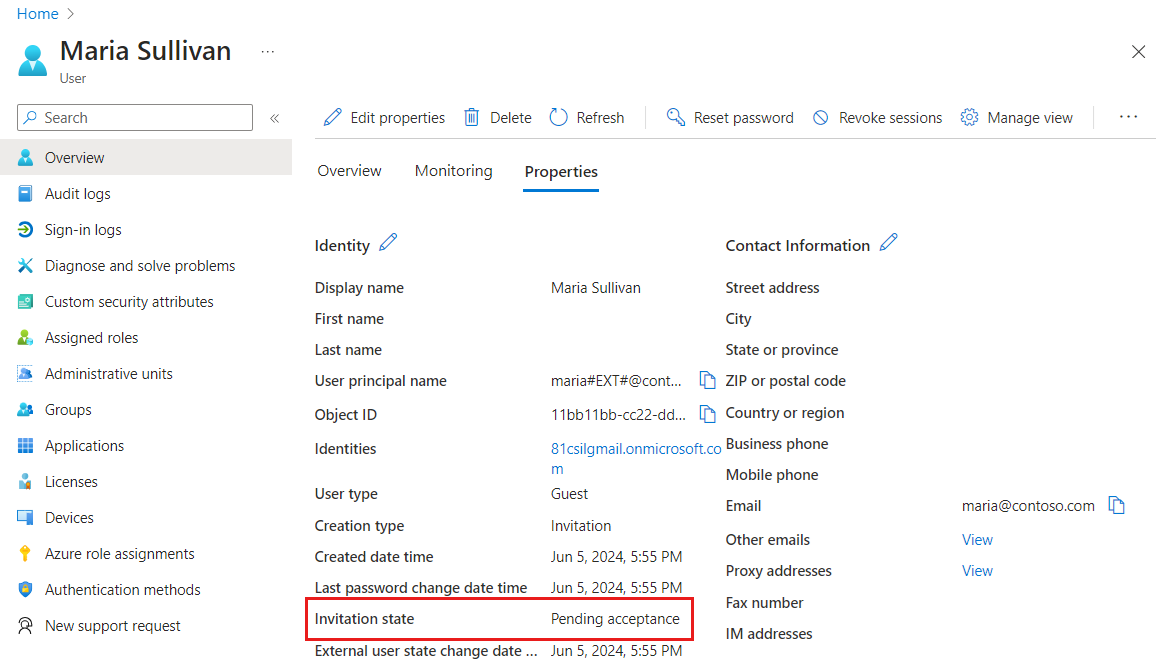 Home
Maria Sullivan ...
User
Search
Edit properties Delete Refresh Reset password Revoke sessions Manage view ...
Overview
Audit logs
Sign-in logs
Diagnose and solve problems
Custom security attributes
Assigned roles
Administrative units
Groups
Applications
Licenses
Devices
Azure role assignments
Authentication methods
New support request
Overview Monitoring Properties
Identity
Display name Maria Sullivan
First name
Last name
User principal name maria#EXT#@cont...
Object ID 11bb11bb-cc22-dd...
Identities 81csilgmail.onmicrosoft.co
m
User type Guest
Creation type Invitation
Created date time Jun 5, 2024, 5:55 PM
Last password change date time Jun 5, 2024, 5:55 PM
Invitation state Pending acceptance
External user state change date ... Jun 5, 2024, 5:55 PM
Contact Information
Street address
City
State or province
ZIP or postal code
Country or region
Business phone
Mobile phone
Email maria@contoso.com
Other emails View
Proxy addresses View
Fax number
IM addresses